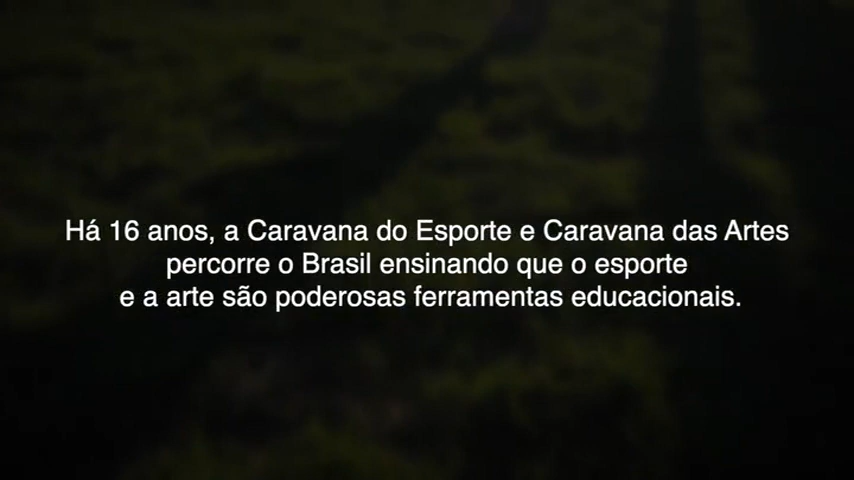 Há 16 anos, a Caravana do Esporte e Caravana das Artes
percorre o Brasil ensinando que o esporte
e a arte são poderosas ferramentas educacionais.